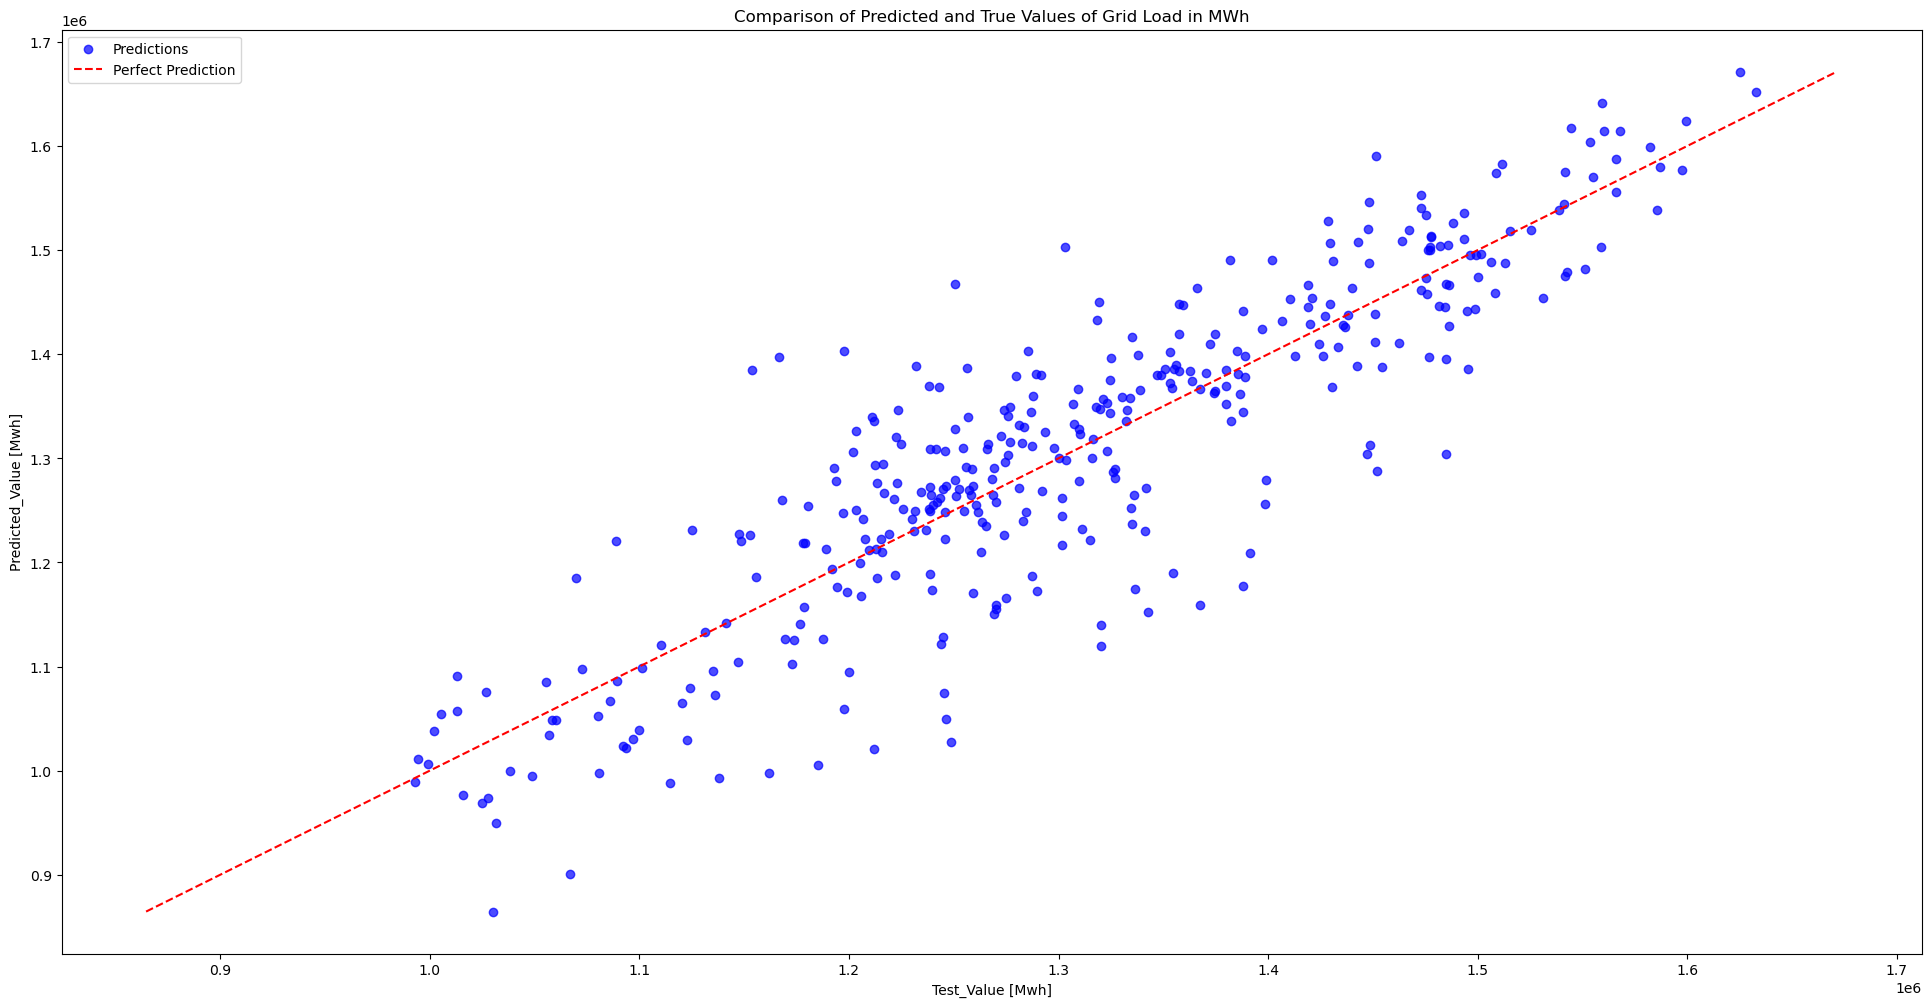 Comparison of Predicted and True Values of Grid Load in MWh
1e6
Predictions
Perfect Prediction
1.7
1.6
1.5
1.4
1.3
1.2
1.1
1.0
0.9
Predicted_Value [Mwh]
0.9 1.0 1.1 1.2 1.3 1.4 1.5 1.6 1.7
Test_Value [Mwh]
1e6